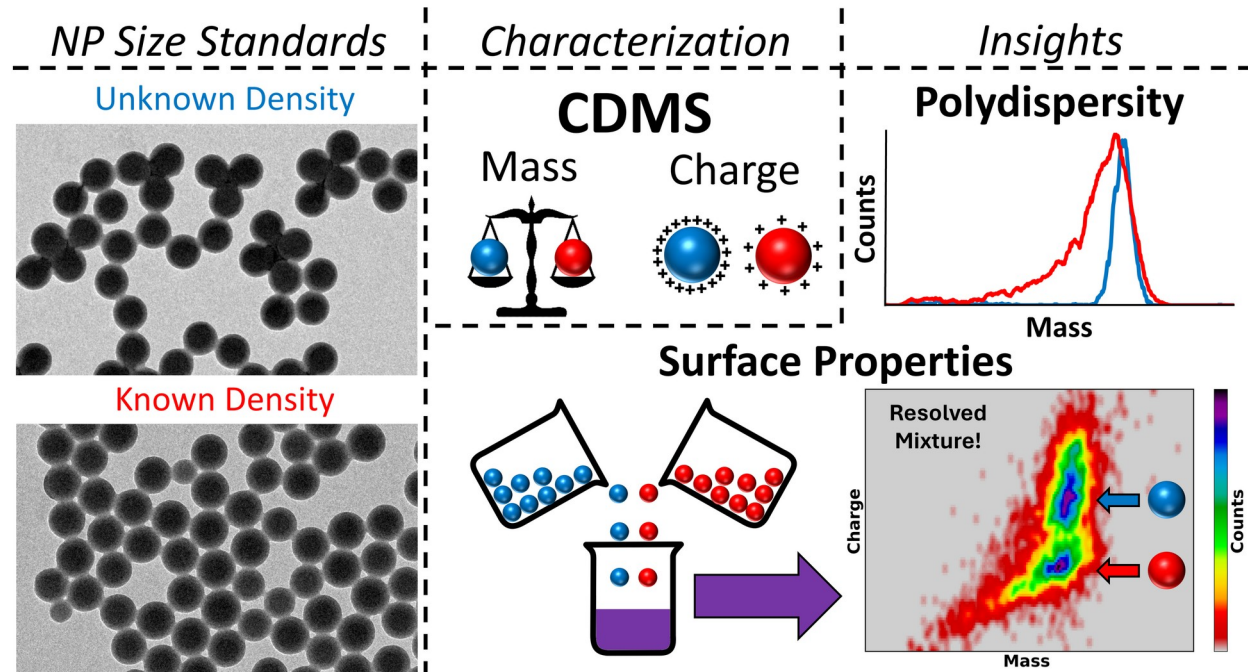 NP Size Standards
Characterization
Insights
Unknown Density
CDMS
Mass
Charge
Polydispersity
Counts
Mass
Known Density
Surface Properties
Resolved
Mixture!
Charge
Mass
Counts